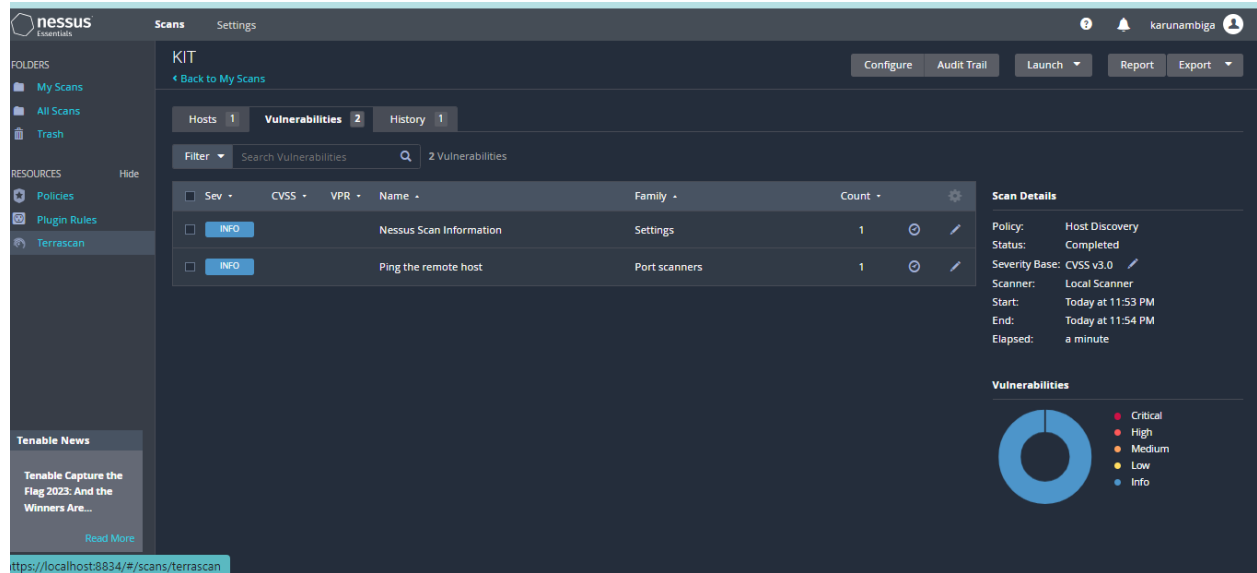 nessus
Essentials
Scans Settings
karunambiga
FOLDERS
My Scans
All Scans
Trash
RESOURCES Hide
Policies
Plugin Rules
Terrascan
Tenable News
Tenable Capture the
Flag 2023: And the
Winners Are...
Read More
https://localhost:8834/#/scans/terrascan
KIT
Back to My Scans
Configure Audit Trail Launch Report Export
Hosts 1 Vulnerabilities 2 History 1
Filter Search Vulnerabilities 2 Vulnerabilities
Sev CVSS VPR Name Family Count
INFO Nessus Scan Information Settings 1
INFO Ping the remote host Port scanners 1
Scan Details
Policy: Host Discovery
Status: Completed
Severity Base: CVSS v3.0
Scanner: Local Scanner
Start: Today at 11:53 PM
End: Today at 11:54 PM
Elapsed: a minute
Vulnerabilities
Critical
High
Medium
Low
Info